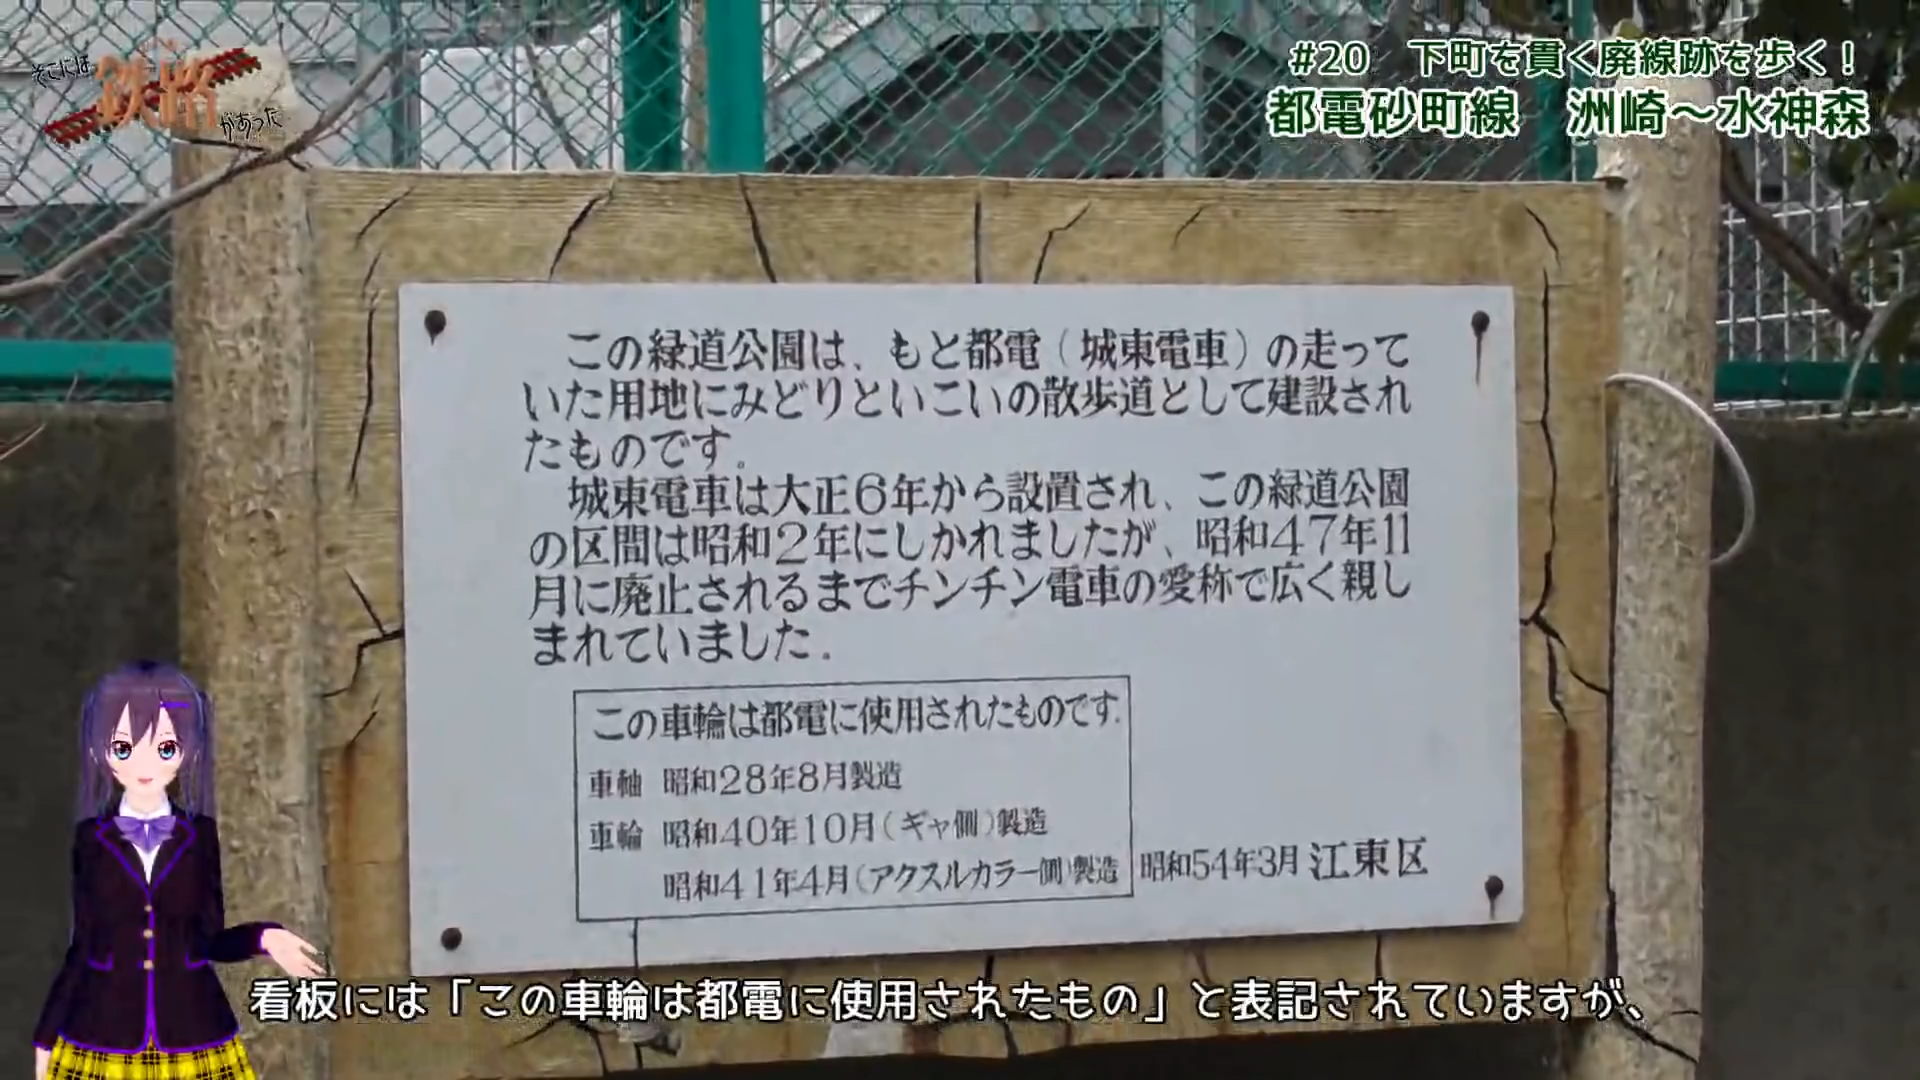 そこには
鉄路
があった
#20　下町を貫く廃線跡を歩く！
都電砂町線　洲崎～水神森
この緑道公園は、もと都電（城東電車）の走って
いた用地にみどりといこいの散歩道として建設され
たものです。
城東電車は大正6年から設置され、この緑道公園
の区間は昭和2年にしかれましたが、昭和47年11
月に廃止されるまでチンチン電車の愛称で広く親し
まれていました。
この車輪は都電に使用されたものです。
車軸　昭和28年8月製造
車輪　昭和40年10月（ギャ側）製造
昭和41年4月（アクスルカラー側）製造
昭和54年3月 江東区
看板には「この車輪は都電に使用されたもの」と表記されていますが、